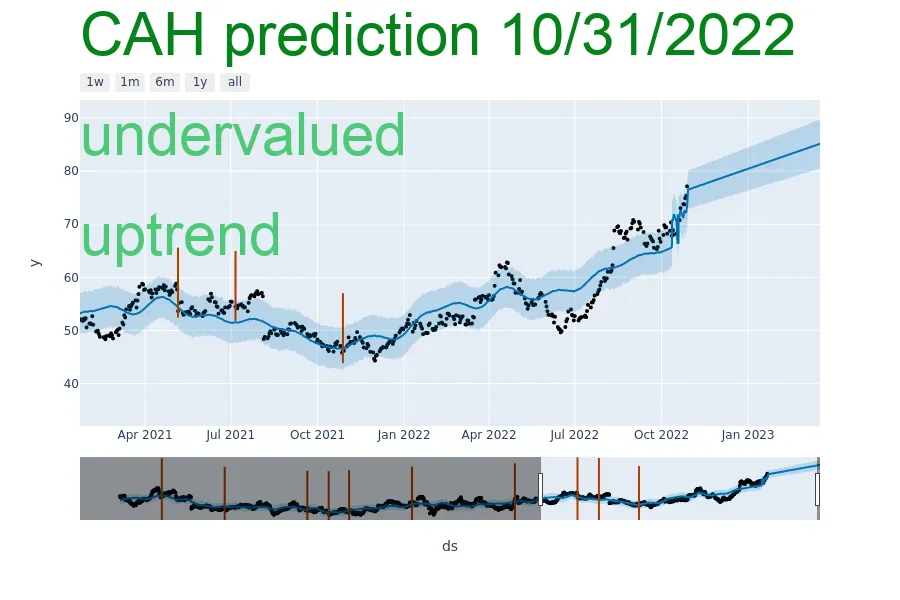 CAH prediction 10/31/2022
1w 1m 6m 1y all
90
undervalued
80
70
uptrend
y
60
50
40
Apr 2021 Jul 2021 Oct 2021 Jan 2022 Apr 2022 Jul 2022 Oct 2022 Jan 2023
ds